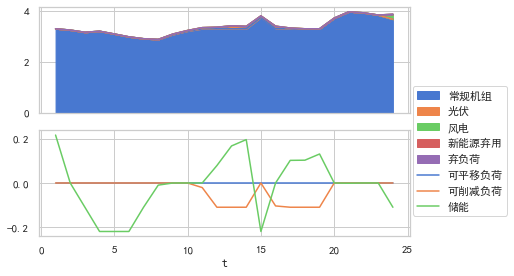 4
2
0
0. 2
0. 0
−0. 2
0
5
10
15
20
25
t
常规机组
光伏
风电
新能源弃用
弃负荷
可平移负荷
可削减负荷
储能